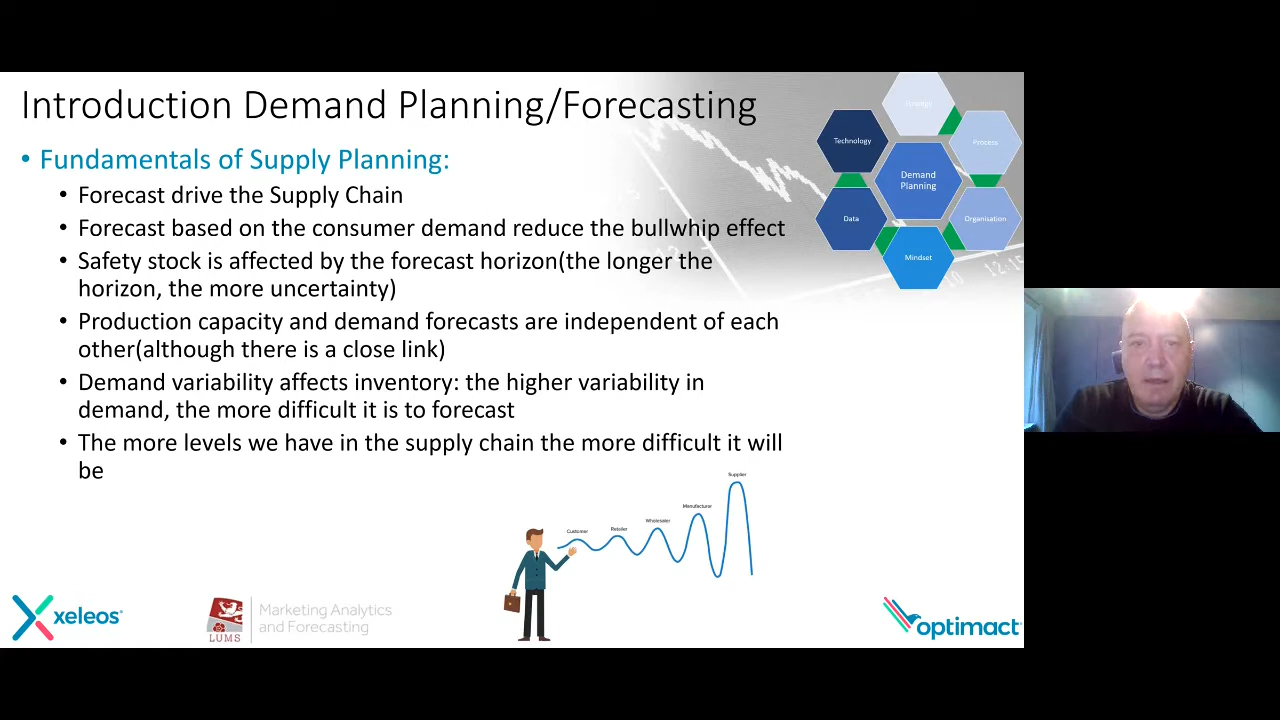 Introduction Demand Planning/Forecasting
• Fundamentals of Supply Planning:
• Forecast drive the Supply Chain
• Forecast based on the consumer demand reduce the bullwhip effect
• Safety stock is affected by the forecast horizon(the longer the
horizon, the more uncertainty)
• Production capacity and demand forecasts are independent of each
other(although there is a close link)
• Demand variability affects inventory: the higher variability in
demand, the more difficult it is to forecast
• The more levels we have in the supply chain the more difficult it will
be
Strategy
Technology
Process
Demand
Planning
Data
Organisation
Mindset
12:15
Customer
Retailer
Wholesaler
Manufacturer
Supplier
xeleos
LUMS
Marketing Analytics
and Forecasting
optimact